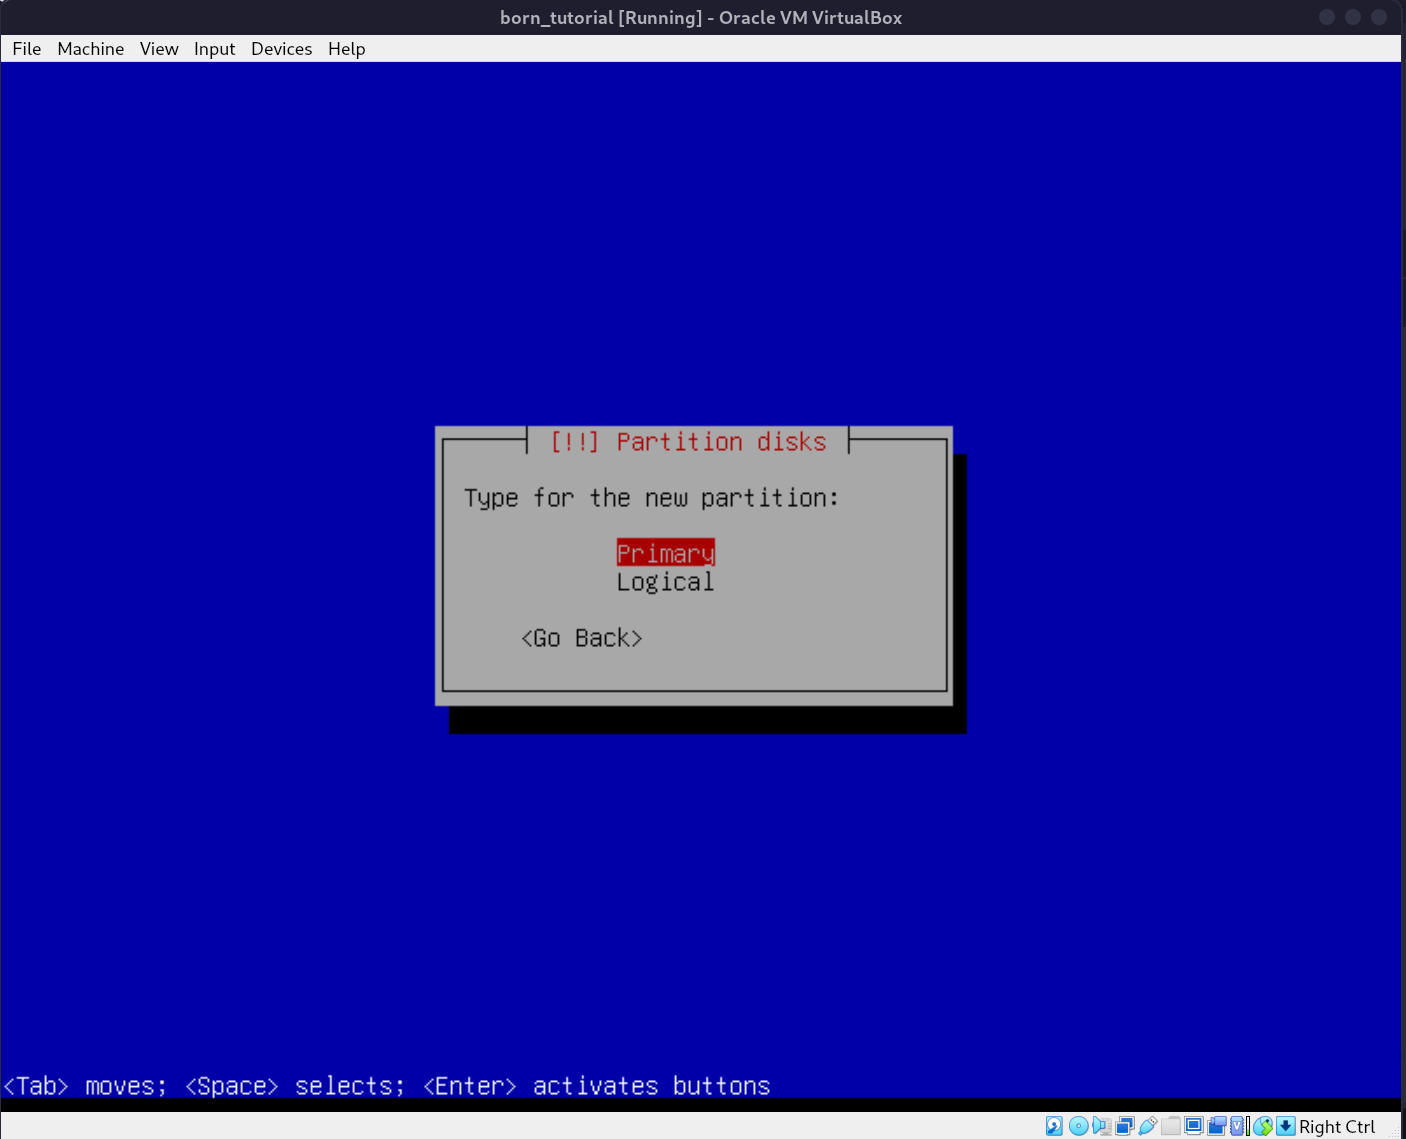 born_tutorial [Running] - Oracle VM VirtualBox
File Machine View Input Devices Help
[!!] Partition disks
Type for the new partition:
Primary
Logical
<Go Back>
<Tab> moves; <Space> selects; <Enter> activates buttons
Right Ctrl